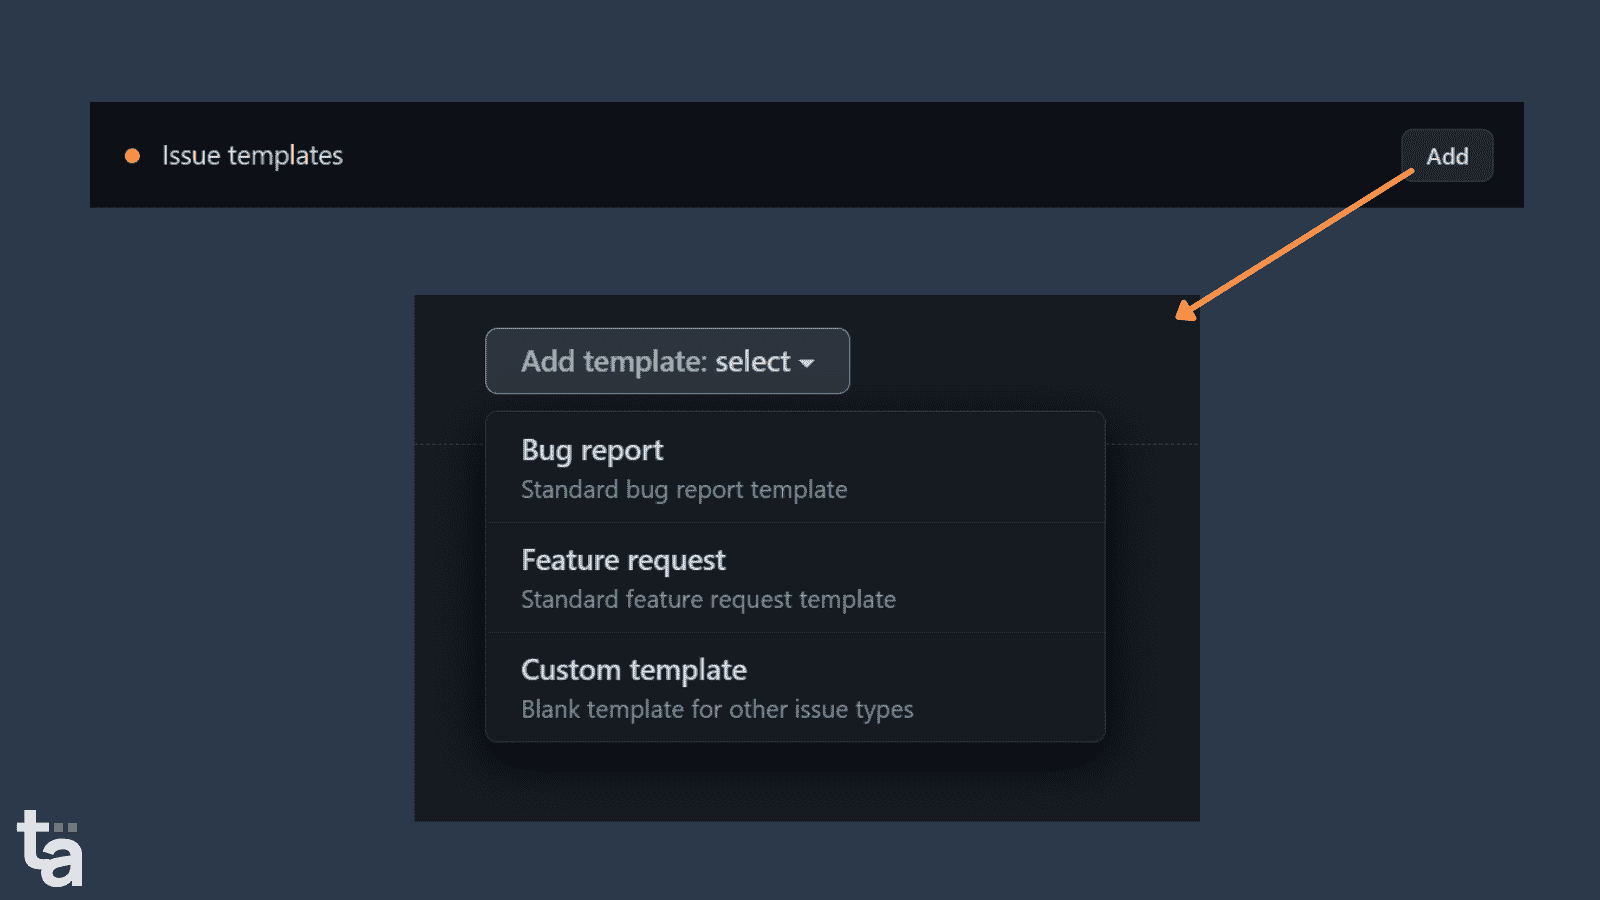 Issue templates
Add
Add template: select
Bug report
Standard bug report template
Feature request
Standard feature request template
Custom template
Blank template for other issue types
tä